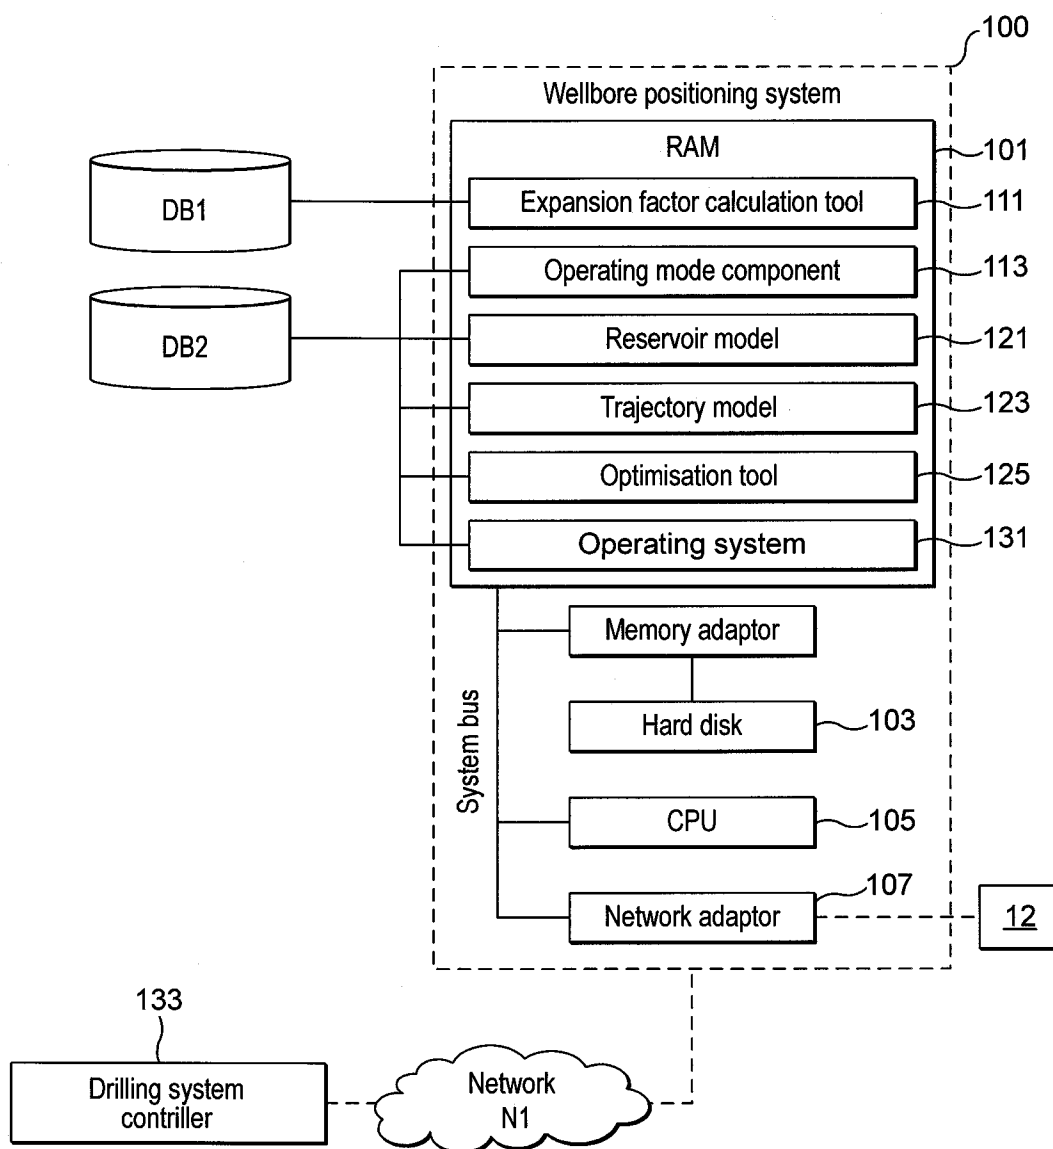 100
Wellbore positioning system
RAM
101
DB1
Expansion factor calculation tool
111
Operating mode component
113
DB2
Reservoir model
121
Trajectory model
123
Optimisation tool
125
Operating system
131
Memory adaptor
System bus
Hard disk
103
CPU
105
107
Network adaptor
12
133
Drilling system
contriller
Network
N1